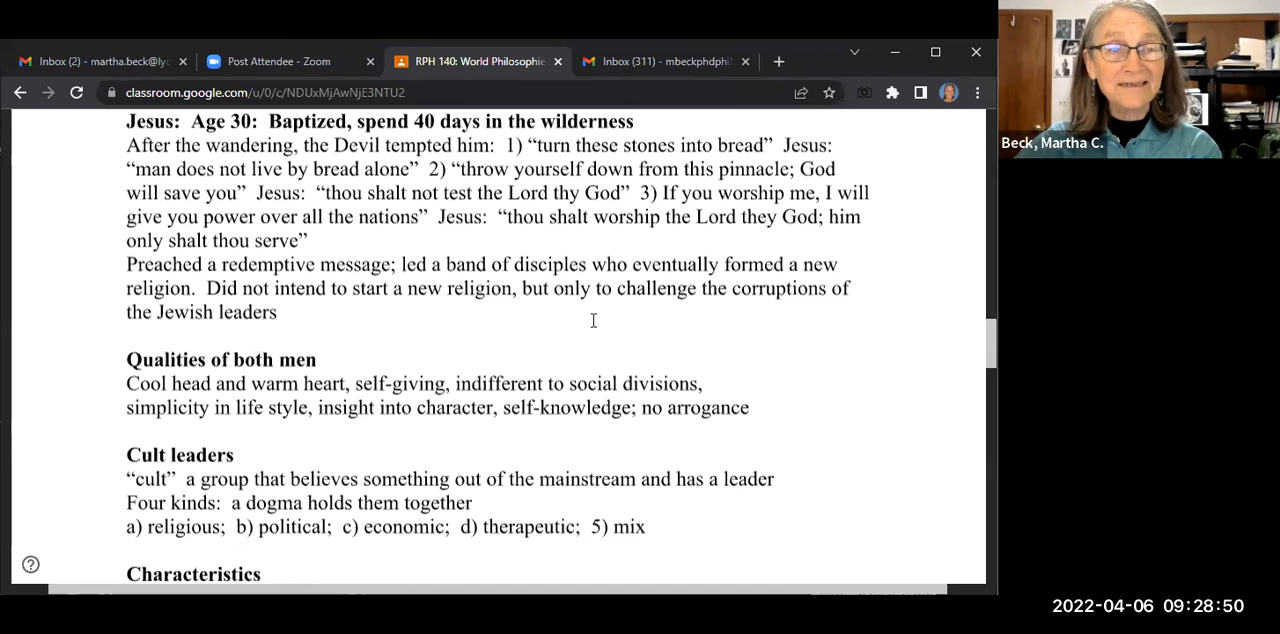 Inbox (2) - martha.beck@lyc
Post Attendee - Zoom
RPH 140: World Philosophie
Inbox (311) - mbeckphdphil
classroom.google.com/u/0/c/NDUxMjAwNjE3NTU2
Beck, Martha C.
Jesus: Age 30: Baptized, spend 40 days in the wilderness
After the wandering, the Devil tempted him: 1) “turn these stones into bread” Jesus:
“man does not live by bread alone” 2) “throw yourself down from this pinnacle; God
will save you” Jesus: “thou shalt not test the Lord thy God” 3) If you worship me, I will
give you power over all the nations” Jesus: “thou shalt worship the Lord they God; him
only shalt thou serve”
Preached a redemptive message; led a band of disciples who eventually formed a new
religion. Did not intend to start a new religion, but only to challenge the corruptions of
the Jewish leaders
Qualities of both men
Cool head and warm heart, self-giving, indifferent to social divisions,
simplicity in life style, insight into character, self-knowledge; no arrogance
Cult leaders
“cult” a group that believes something out of the mainstream and has a leader
Four kinds: a dogma holds them together
a) religious; b) political; c) economic; d) therapeutic; 5) mix
Characteristics
2022-04-06 09:28:50